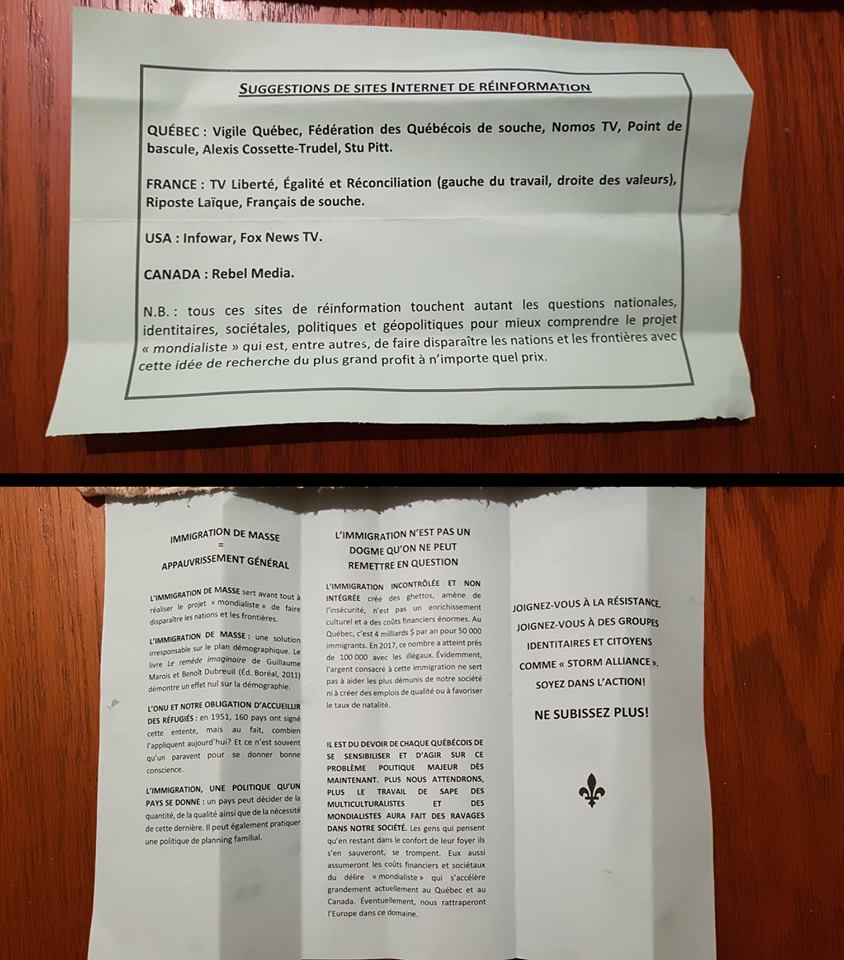 SUGGESTIONS DE SITES INTERNET DE RÉINFORMATION
QUÉBEC : Vigile Québec, Fédération des Québécois de souche, Nomos TV, Point de
bascule, Alexis Cossette-Trudel, Stu Pitt.
FRANCE : TV Liberté, Égalité et Réconciliation (gauche du travail, droite des valeurs),
Riposte Laïque, Français de souche.
USA : Infowar, Fox News TV.
CANADA : Rebel Media.
N.B. : tous ces sites de réinformation touchent autant les questions nationales,
identitaires, sociétales, politiques et géopolitiques pour mieux comprendre le projet
« mondialiste » qui est, entre autres, de faire disparaître les nations et les frontières avec
cette idée de recherche du plus grand profit à n'importe quel prix.
IMMIGRATION DE MASSE
=
APPAUVRISSEMENT GÉNÉRAL
L'IMMIGRATION DE MASSE sert avant tout à
réaliser le projet « mondialiste » de faire
disparaître les nations et les frontières.
L'IMMIGRATION DE MASSE : une solution
irresponsable sur le plan démographique. Le
livre Le remède imaginaire de Guillaume
Marois et Benoît Dubreuil (Éd. Boréal, 2011)
démontre un effet nul sur la démographie.
L'ONU ET NOTRE OBLIGATION D'ACCUEILLIR
DES RÉFUGIÉS : en 1951, 160 pays ont signé
cette entente, mais au fait, combien
l'appliquent aujourd'hui? Et ce n'est souvent
qu'un paravent pour se donner bonne
conscience.
L'IMMIGRATION, UNE POLITIQUE QU'UN
PAYS SE DONNE : un pays peut décider de la
quantité, de la qualité ainsi que de la nécessité
de cette dernière. Il peut également pratiquer
une politique de planning familial.
L'IMMIGRATION N'EST PAS UN
DOGME QU'ON NE PEUT
REMETTRE EN QUESTION
L'IMMIGRATION INCONTRÔLÉE ET NON
INTÉGRÉE crée des ghettos, amène de
l'insécurité, n'est pas un enrichissement
culturel et a des coûts financiers énormes. Au
Québec, c'est 4 milliards $ par an pour 50 000
immigrants. En 2017, ce nombre a atteint près
de 100 000 avec les illégaux. Évidemment,
l'argent consacré à cette immigration ne sert
pas à aider les plus démunis de notre société
ni à créer des emplois de qualité ou à favoriser
le taux de natalité.
IL EST DU DEVOIR DE CHAQUE QUÉBÉCOIS DE
SE SENSIBILISER ET D'AGIR SUR CE
PROBLÈME POLITIQUE MAJEUR DÈS
MAINTENANT. PLUS NOUS ATTENDRONS,
PLUS LE TRAVAIL DE SAPE DES
MULTICULTURALISTES ET DES
MONDIALISTES AURA FAIT DES RAVAGES
DANS NOTRE SOCIÉTÉ. Les gens qui pensent
qu'en restant dans le confort de leur foyer ils
s'en sauveront, se trompent. Eux aussi
assumeront les coûts financiers et sociétaux
du délire « mondialiste » qui s'accélère
grandement actuellement au Québec et au
Canada. Éventuellement, nous rattraperont
l'Europe dans ce domaine.
JOIGNEZ-VOUS À LA RÉSISTANCE,
JOIGNEZ-VOUS À DES GROUPES
IDENTITAIRES ET CITOYENS
COMME « STORM ALLIANCE ».
SOYEZ DANS L'ACTION!
NE SUBISSEZ PLUS!